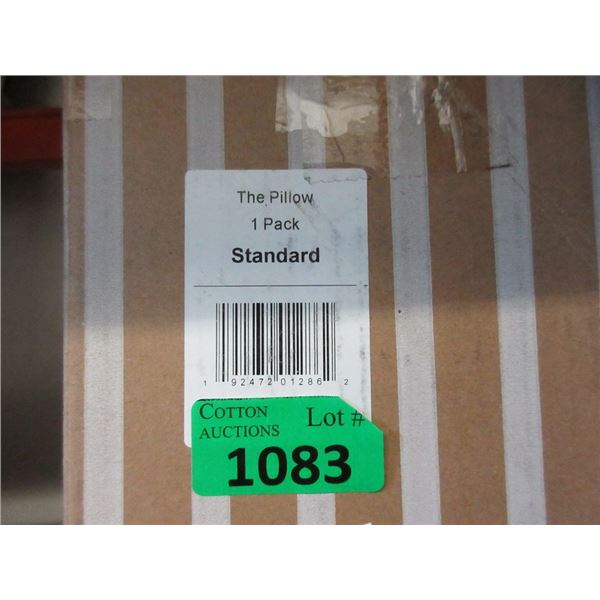 The Pillow
1 Pack
Standard
1 92472 01286 2
COTTON AUCTIONS Lot #
1083